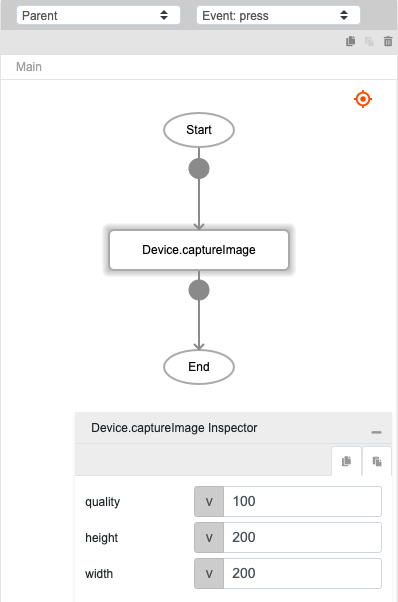 Parent Event: press
Main
Start
Device.captureImage
End
Device.captureImage Inspector
quality v 100
height v 200
width v 200